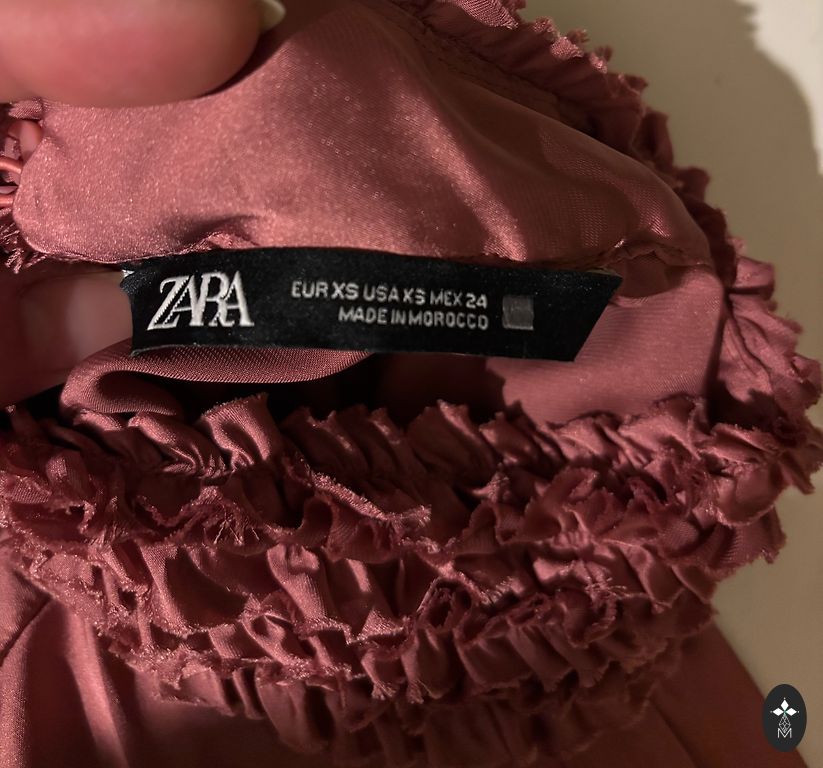 ZARA
EUR XS USA XS MEX 24
MADE IN MOROCCO
M